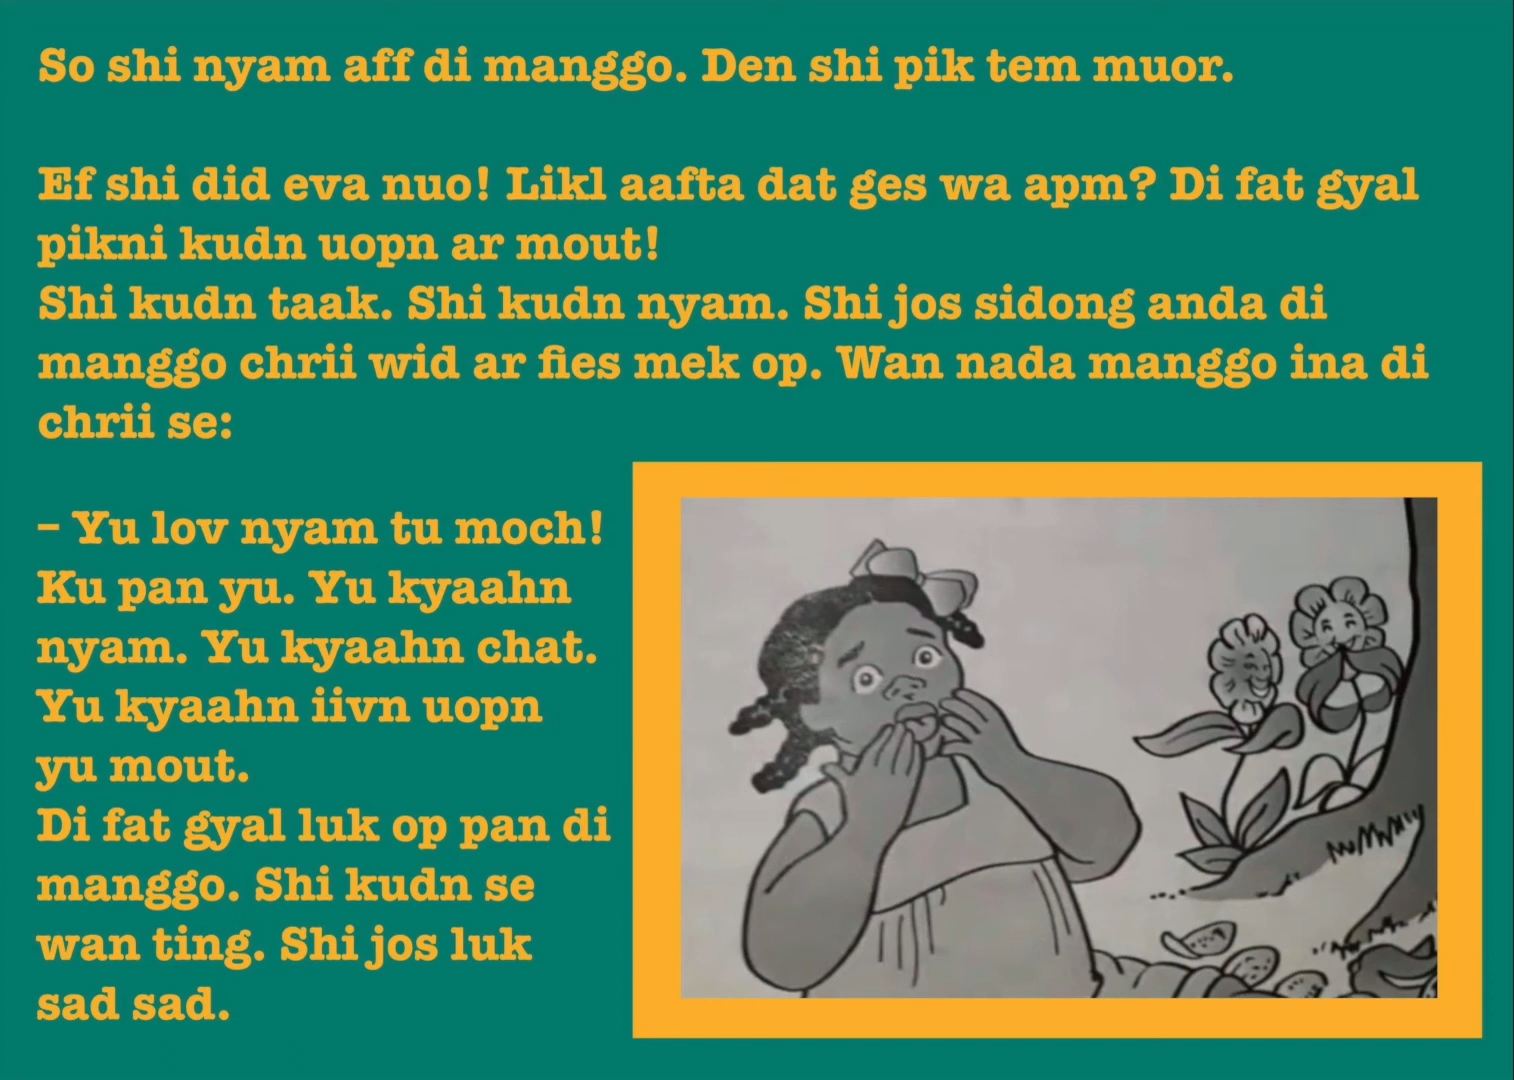 So shi nyam aff di manggo. Den shi pik tem muor.
Ef shi did eva nuo! Likl aafta dat ges wa apm? Di fat gyal
pikni kudn uopn ar mout!
Shi kudn taak. Shi kudn nyam. Shi jos sidong anda di
manggo chrii wid ar fies mek op. Wan nada manggo ina di
chrii se:
– Yu lov nyam tu moch!
Ku pan yu. Yu kyaahn
nyam. Yu kyaahn chat.
Yu kyaahn iivn uopn
yu mout.
Di fat gyal luk op pan di
manggo. Shi kudn se
wan ting. Shi jos luk
sad sad.